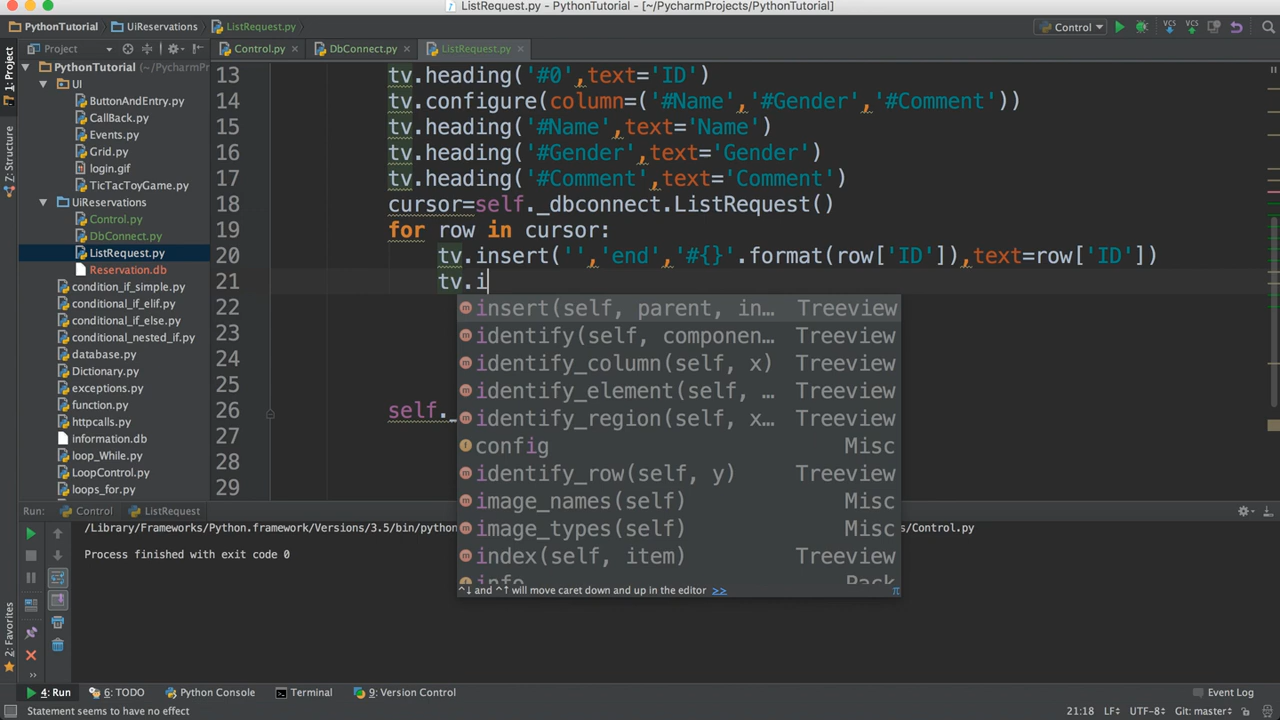 ListRequest.py - PythonTutorial - [~/PycharmProjects/PythonTutorial]
PythonTutorial UiReservations ListRequest.py Control
Project Control.py DbConnect.py ListRequest.py
1: Project
7: Structure
2: Favorites
PythonTutorial (~/PycharmPr
UI
ButtonAndEntry.py
CallBack.py
Events.py
Grid.py
login.gif
TicTacToyGame.py
UiReservations
Control.py
DbConnect.py
ListRequest.py
Reservation.db
condition_if_simple.py
conditional_if_elif.py
conditional_if_else.py
conditional_nested_if.py
database.py
Dictionary.py
exceptions.py
function.py
httpcalls.py
information.db
loop_While.py
LoopControl.py
loops_for.py
13 tv.heading('#0',text='ID')
14 tv.configure(column=('#Name','#Gender','#Comment'))
15 tv.heading('#Name',text='Name')
16 tv.heading('#Gender',text='Gender')
17 tv.heading('#Comment',text='Comment')
18 cursor=self._dbconnect.ListRequest()
19 for row in cursor:
20 tv.insert('','end','#{}'.format(row['ID']),text=row['ID'])
21 tv.i
22
23
24
25
26 self._
27
28
29
m insert(self, parent, in… Treeview
m identify(self, componen… Treeview
m identify_column(self, x) Treeview
m identify_element(self, … Treeview
m identify_region(self, x… Treeview
f config Misc
m identify_row(self, y) Treeview
m image_names(self) Misc
m image_types(self) Misc
m index(self, item) Treeview
f info Pack
^↓ and ^↑ will move caret down and up in the editor >> π
Run: Control ListRequest
/Library/Frameworks/Python.framework/Versions/3.5/bin/python s/Control.py
Process finished with exit code 0
4: Run 6: TODO Python Console Terminal 9: Version Control Event Log
Statement seems to have no effect 21:18 LF÷ UTF-8÷ Git: master÷